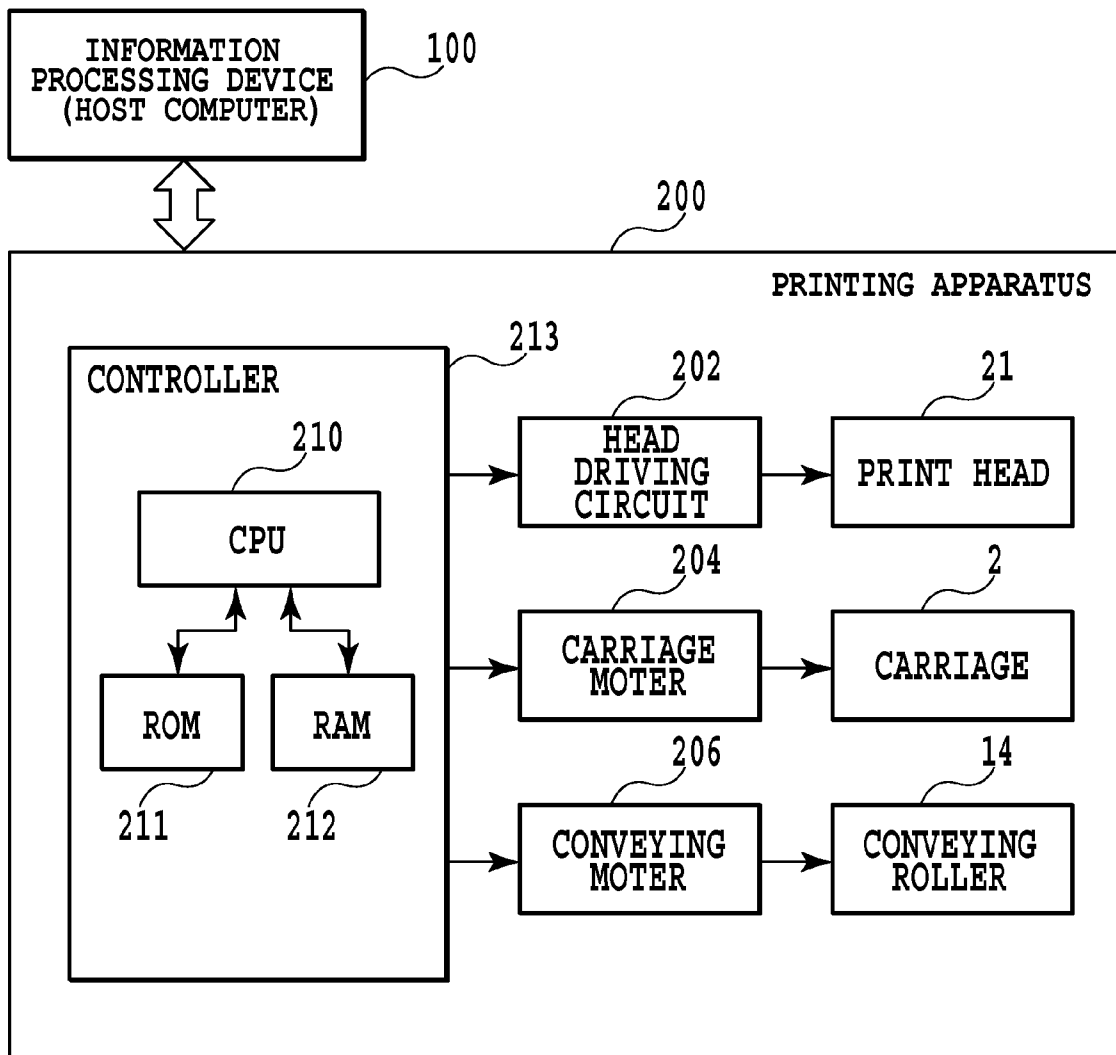 INFORMATION
PROCESSING DEVICE
(HOST COMPUTER)
100
200
PRINTING APPARATUS
213
CONTROLLER
202
21
HEAD
DRIVING
CIRCUIT
PRINT HEAD
210
CPU
204
2
CARRIAGE
MOTER
CARRIAGE
ROM
RAM
211
212
206
14
CONVEYING
MOTER
CONVEYING
ROLLER